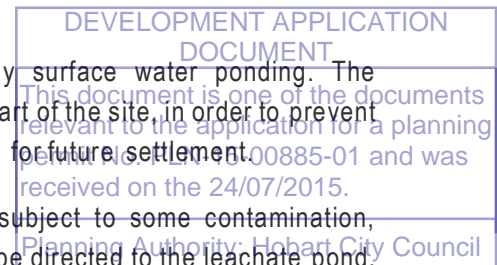 DEVELOPMENT APPLICATION
DOCUMENT
This document is one of the documents
relevant to the application for a planning
permit No. PLN-15-00885-01 and was
received on the 24/07/2015.
Planning Authority: Hobart City Council
y surface water ponding. The
art of the site, in order to prevent
for future settlement.
subject to some contamination,
be directed to the leachate pond.